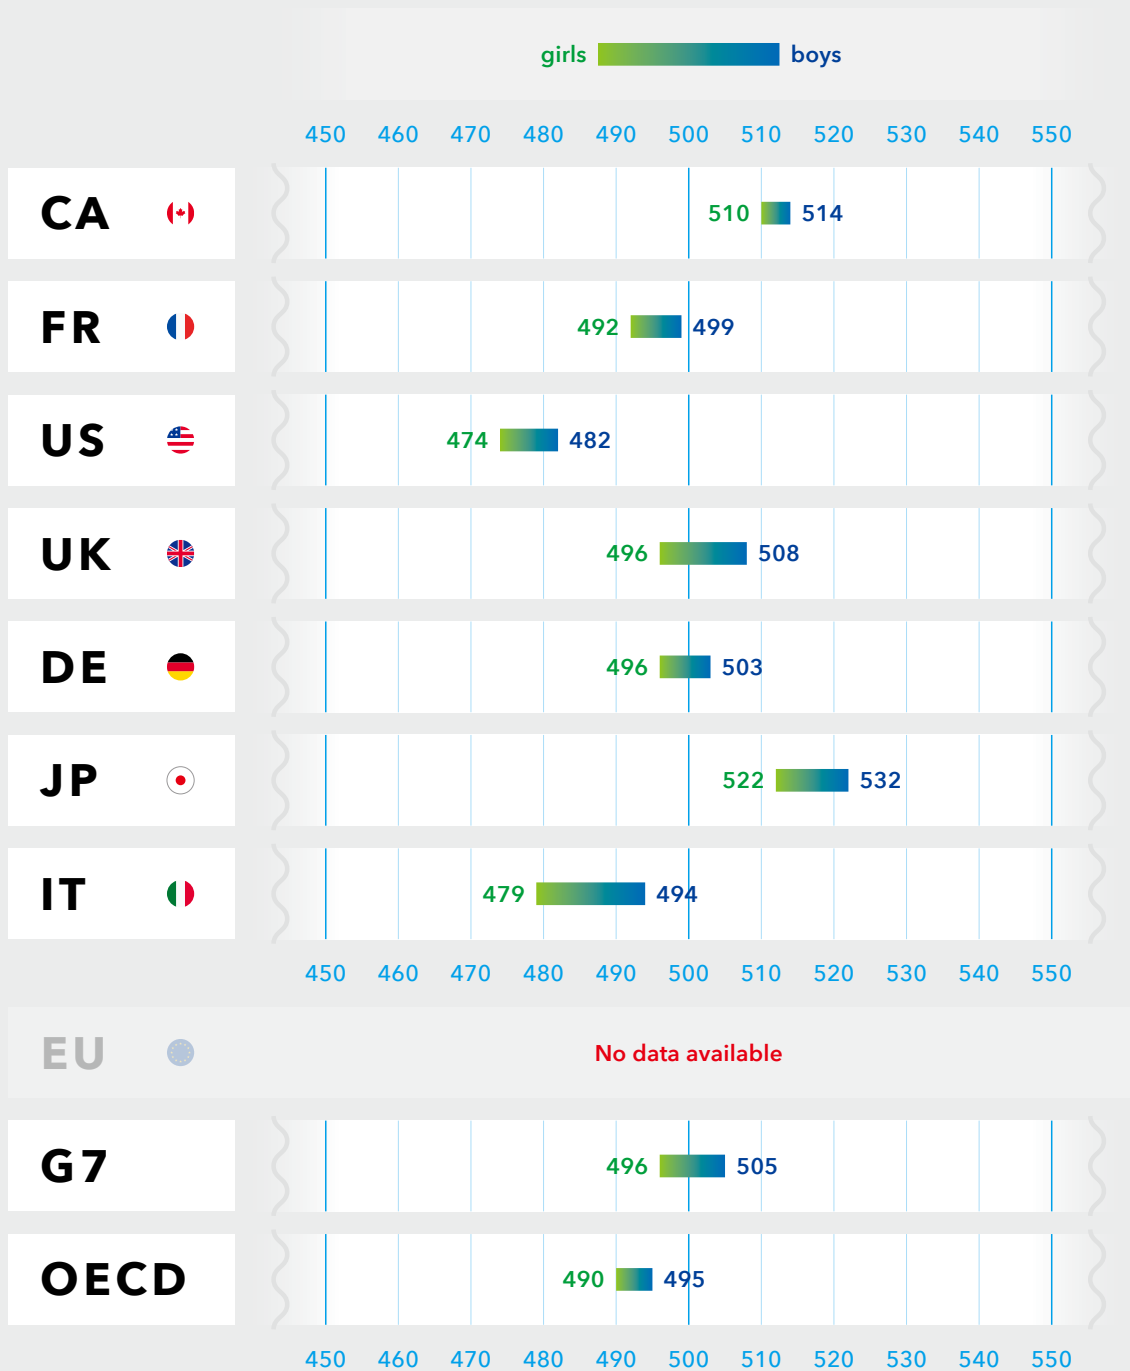 girls boys
450 460 470 480 490 500 510 520 530 540 550
CA 510 514
FR 492 499
US 474 482
UK 496 508
DE 496 503
JP 522 532
IT 479 494
450 460 470 480 490 500 510 520 530 540 550
EU No data available
G7 496 505
OECD 490 495
450 460 470 480 490 500 510 520 530 540 550